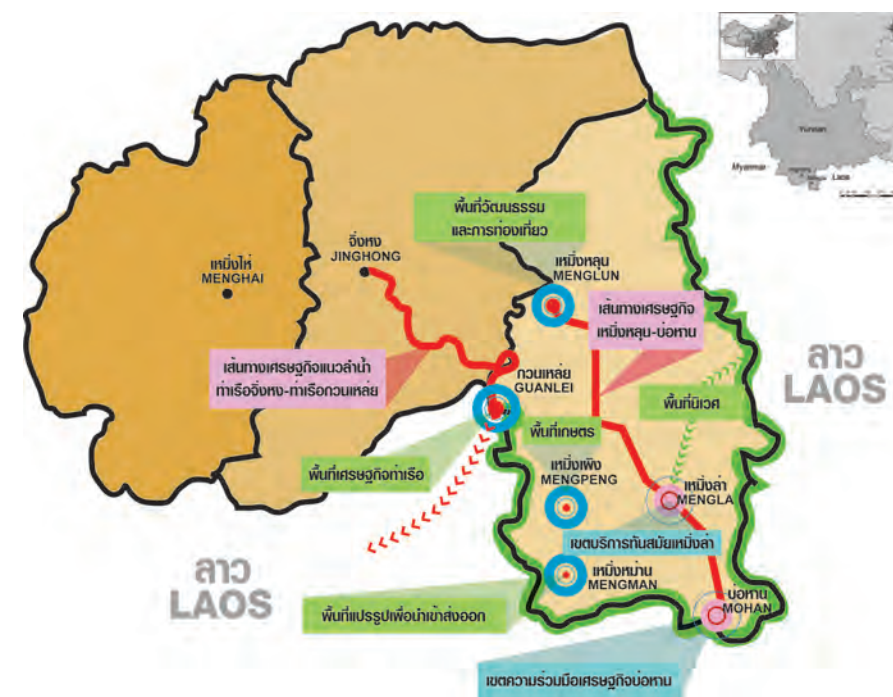 Yunnan
Myanmar
Laos
พื้นที่วัฒนธรรม
และการท่องเที่ยว
จิ่งหง
JINGHONG
เหมิ่งไห่
MENGHAI
เหมิ่งหลุน
MENGLUN
เส้นทางเศรษฐกิจ
เหมิ่งหลุน-บ่อหาน
เส้นทางเศรษฐกิจแนวลำน้ำ
ท่าเรือจิ่งหง-ท่าเรือกวนเหล่ย
กวนเหล่ย
GUANLEI
ลาว
LAOS
พื้นที่นิเวศ
พื้นที่เกษตร
พื้นที่เศรษฐกิจท่าเรือ
เหมิ่งเพิง
MENGPENG
เหมิ่งล่า
MENGLA
เขตบริการทันสมัยเหมิ่งล่า
ลาว
LAOS
เหมิ่งหม่าน
MENGMAN
บ่อหาน
MOHAN
พื้นที่แปรรูปเพื่อนำเข้าส่งออก
เขตความร่วมมือเศรษฐกิจบ่อหาน